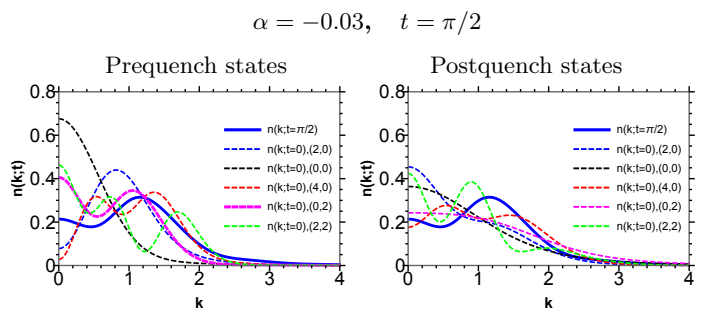 α = −0.03, t = π/2
Prequench states
Postquench states
n(k;t)
0.8
0.6
0.4
0.2
0
n(k;t=π/2)
n(k;t=0),(2,0)
n(k;t=0),(0,0)
n(k;t=0),(4,0)
n(k;t=0),(0,2)
n(k;t=0),(2,2)
0
1
2
3
4
k
n(k;t)
0.8
0.6
0.4
0.2
0
n(k;t=π/2)
n(k;t=0),(2,0)
n(k;t=0),(0,0)
n(k;t=0),(4,0)
n(k;t=0),(0,2)
n(k;t=0),(2,2)
0
1
2
3
4
k